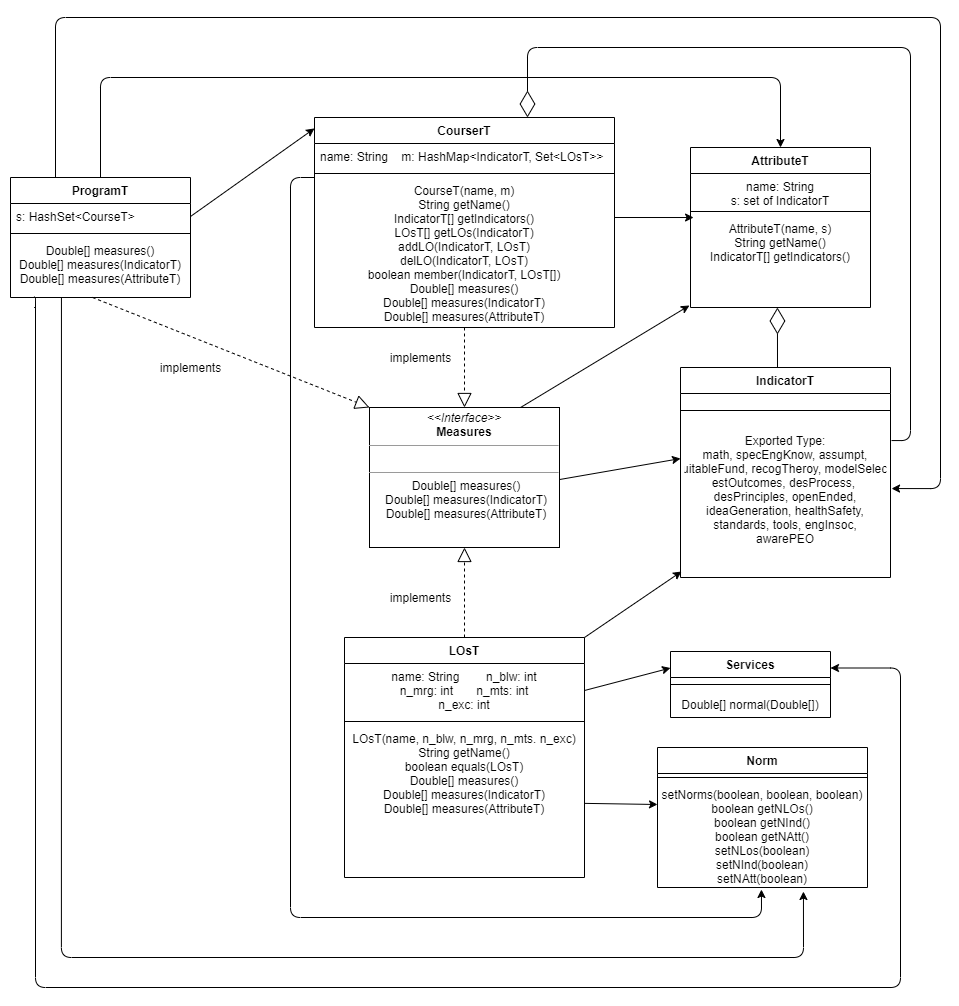 CourserT
name: String    m: HashMap<IndicatorT, Set<LOsT>>
CourseT(name, m)
String getName()
IndicatorT[] getIndicators()
LOsT[] getLOs(IndicatorT)
addLO(IndicatorT, LOsT)
delLO(IndicatorT, LOsT)
boolean member(IndicatorT, LOsT[])
Double[] measures()
Double[] measures(IndicatorT)
Double[] measures(AttributeT)
AttributeT
name: String
s: set of IndicatorT
AttributeT(name, s)
String getName()
IndicatorT[] getIndicators()
ProgramT
s: HashSet<CourseT>
Double[] measures()
Double[] measures(IndicatorT)
Double[] measures(AttributeT)
implements
implements
<<Interface>>
Measures
Double[] measures()
Double[] measures(IndicatorT)
Double[] measures(AttributeT)
IndicatorT
Exported Type:
math, specEngKnow, assumpt,
uitableFund, recogTheroy, modelSelec
estOutcomes, desProcess,
desPrinciples, openEnded,
ideaGeneration, healthSafety,
standards, tools, engInsoc,
awarePEO
implements
LOsT
name: String    n_blw: int
n_mrg: int    n_mts: int
n_exc: int
LOsT(name, n_blw, n_mrg, n_mts. n_exc)
String getName()
boolean equals(LOsT)
Double[] measures()
Double[] measures(IndicatorT)
Double[] measures(AttributeT)
Services
Double[] normal(Double[])
Norm
setNorms(boolean, boolean, boolean)
boolean getNLOs()
boolean getNInd()
boolean getNAtt()
setNLos(boolean)
setNInd(boolean)
setNAtt(boolean)